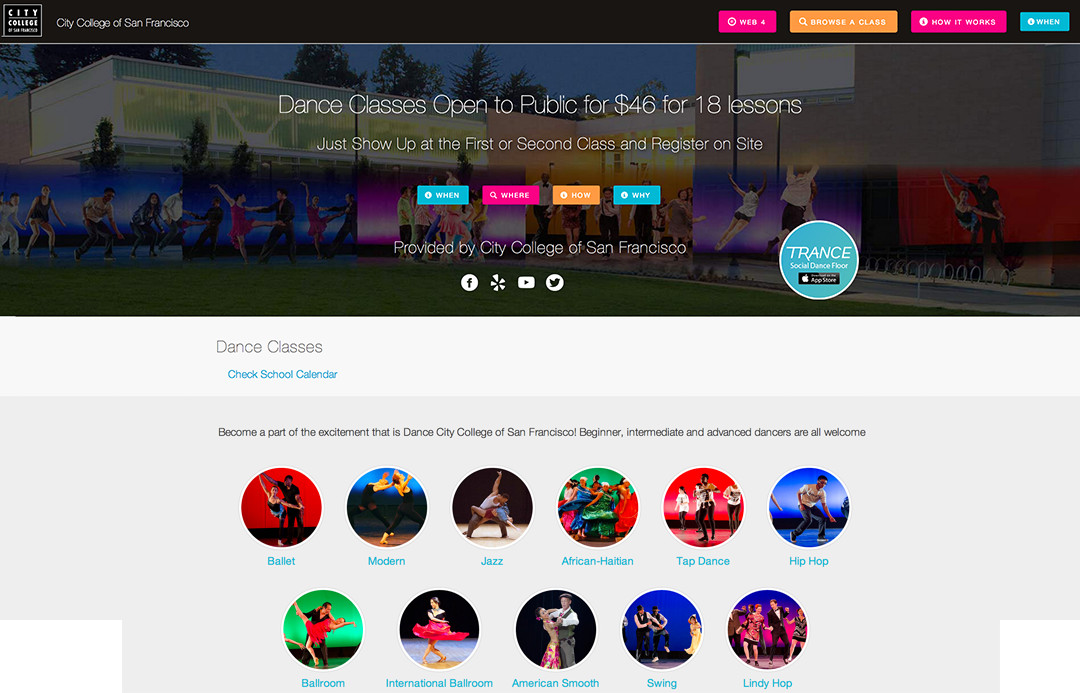 CITY
COLLEGE
OF SAN FRANCISCO
City College of San Francisco
WEB 4
BROWSE A CLASS
HOW IT WORKS
WHEN
Dance Classes Open to Public for $46 for 18 lessons
Just Show Up at the First or Second Class and Register on Site
WHEN
WHERE
HOW
WHY
Provided by City College of San Francisco
TRANCE
Social Dance Floor
App Store
Dance Classes
Check School Calendar
Become a part of the excitement that is Dance City College of San Francisco! Beginner, intermediate and advanced dancers are all welcome
Ballet
Modern
Jazz
African-Haitian
Tap Dance
Hip Hop
Ballroom
International Ballroom
American Smooth
Swing
Lindy Hop